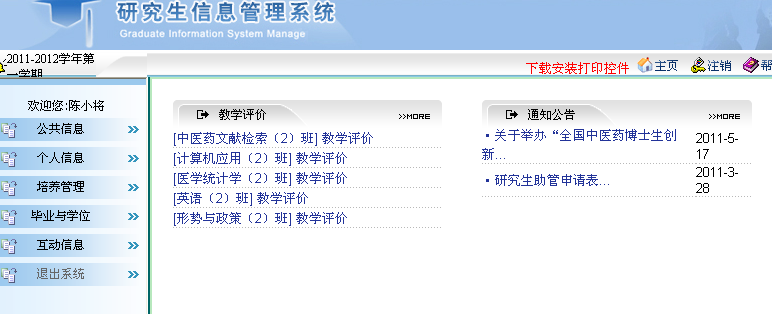 研究生信息管理系统
Graduate Information System Manage
2011-2012学年第
一学期
下载安装打印控件 主页 注销 帮
欢迎您:陈小将
公共信息
个人信息
培养管理
毕业与学位
互动信息
退出系统
教学评价
>>MORE
[中医药文献检索（2）班] 教学评价
[计算机应用（2）班] 教学评价
[医学统计学（2）班] 教学评价
[英语（2）班] 教学评价
[形势与政策（2）班] 教学评价
通知公告
>>MORE
·关于举办“全国中医药博士生创
新...
2011-5-
17
·研究生助管申请表...
2011-3-
28